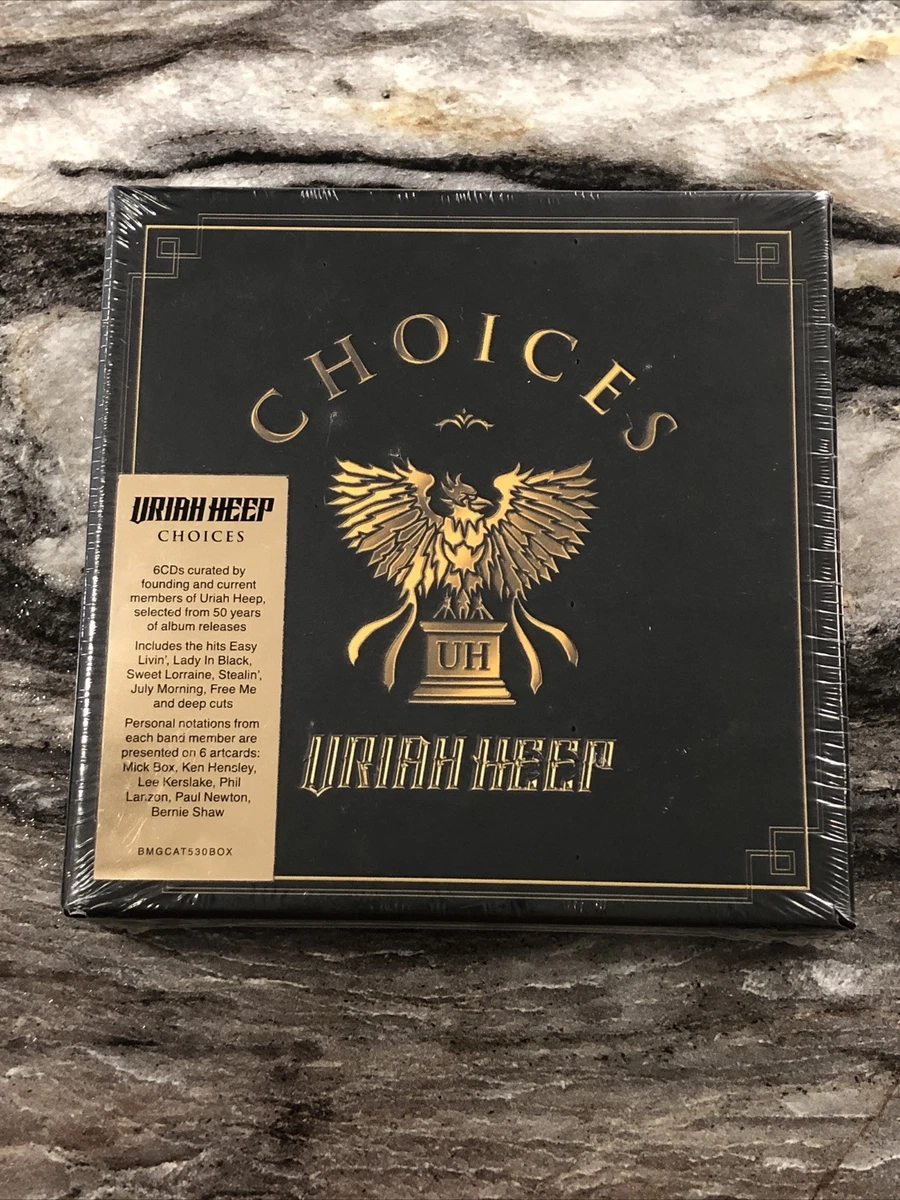 CHOICES
UH
URIAH HEEP
URIAH HEEP
CHOICES
6CDs curated by
founding and current
members of Uriah Heep,
selected from 50 years
of album releases
Includes the hits Easy
Livin', Lady In Black,
Sweet Lorraine, Stealin',
July Morning, Free Me
and deep cuts
Personal notations from
each band member are
presented on 6 artcards:
Mick Box, Ken Hensley,
Lee Kerslake, Phil
Lanzon, Paul Newton,
Bernie Shaw
BMGCAT530BOX